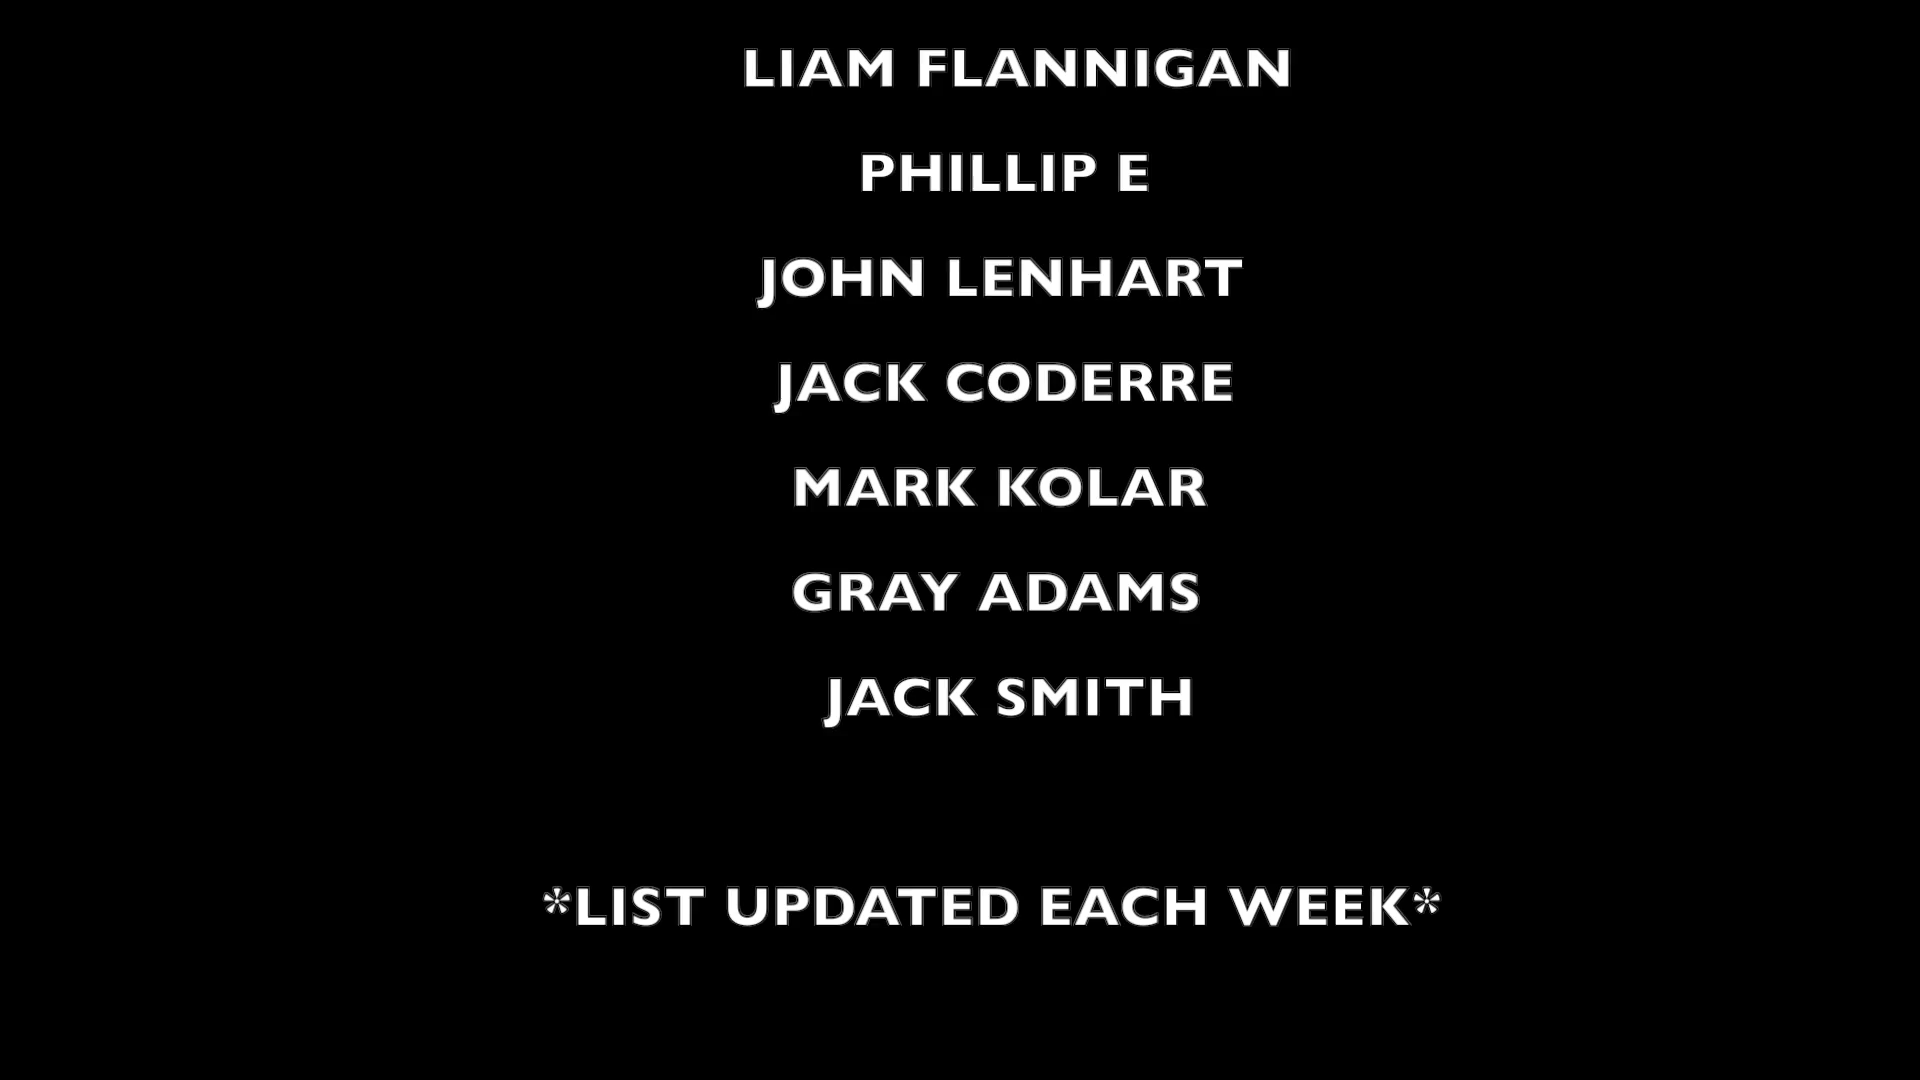 LIAM FLANNIGAN
PHILLIP E
JOHN LENHART
JACK CODERRE
MARK KOLAR
GRAY ADAMS
JACK SMITH
*LIST UPDATED EACH WEEK*